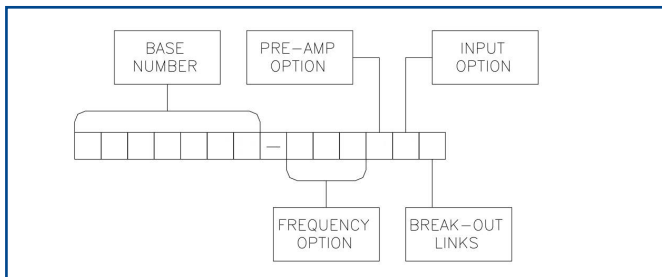 BASE
NUMBER
PRE-AMP
OPTION
INPUT
OPTION
—
FREQUENCY
OPTION
BREAK-OUT
LINKS